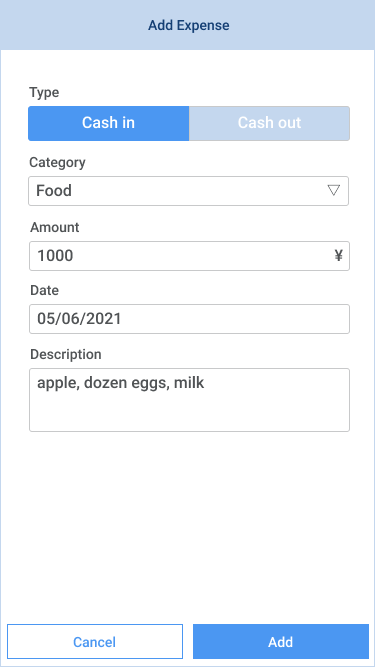 Add Expense
Type
Cash in Cash out
Category
Food
Amount
1000 ¥
Date
05/06/2021
Description
apple, dozen eggs, milk
Cancel Add